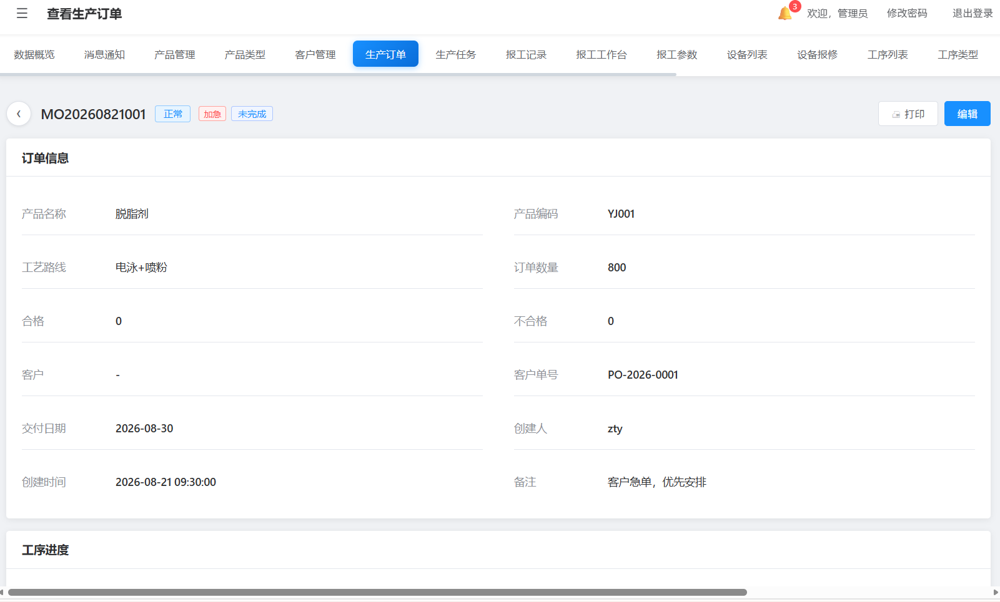 ☰ 查看生产订单 3 欢迎，管理员 修改密码 退出登录
数据概览 消息通知 产品管理 产品类型 客户管理 生产订单 生产任务 报工记录 报工工作台 报工参数 设备列表 设备报修 工序列表 工序类型
‹ MO20260821001 正常 加急 未完成 打印 编辑
订单信息
产品名称 脱脂剂 产品编码 YJ001
工艺路线 电泳+喷粉 订单数量 800
合格 0 不合格 0
客户 - 客户单号 PO-2026-0001
交付日期 2026-08-30 创建人 zty
创建时间 2026-08-21 09:30:00 备注 客户急单，优先安排
工序进度